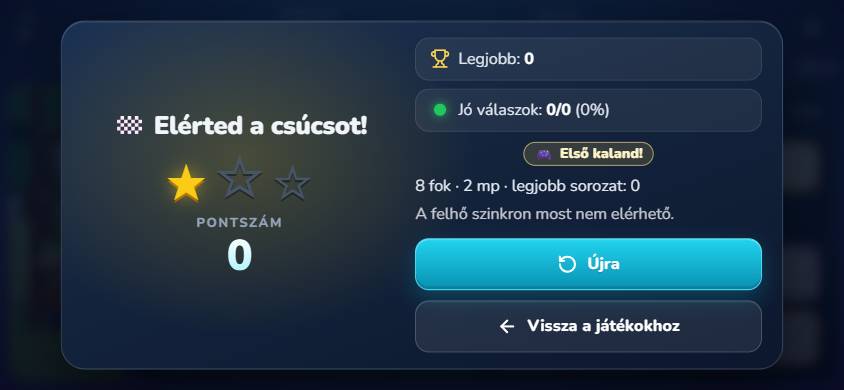 Elérted a csúcsot!
PONTSZÁM
0
Legjobb: 0
Jó válaszok: 0/0 (0%)
Első kaland!
8 fok · 2 mp · legjobb sorozat: 0
A felhő szinkron most nem elérhető.
Újra
Vissza a játékokhoz